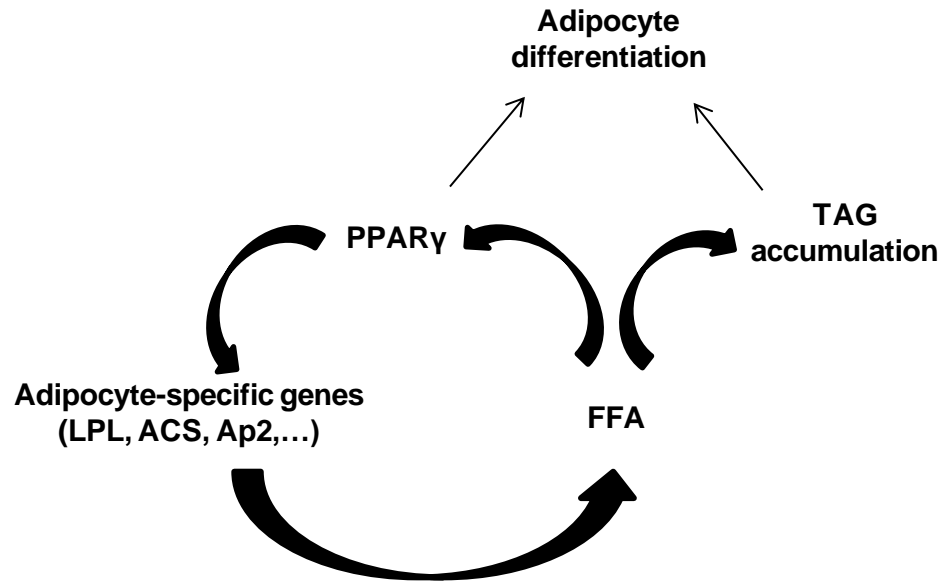 Adipocyte
differentiation
PPARγ
TAG
accumulation
Adipocyte-specific genes
(LPL, ACS, Ap2,…)
FFA